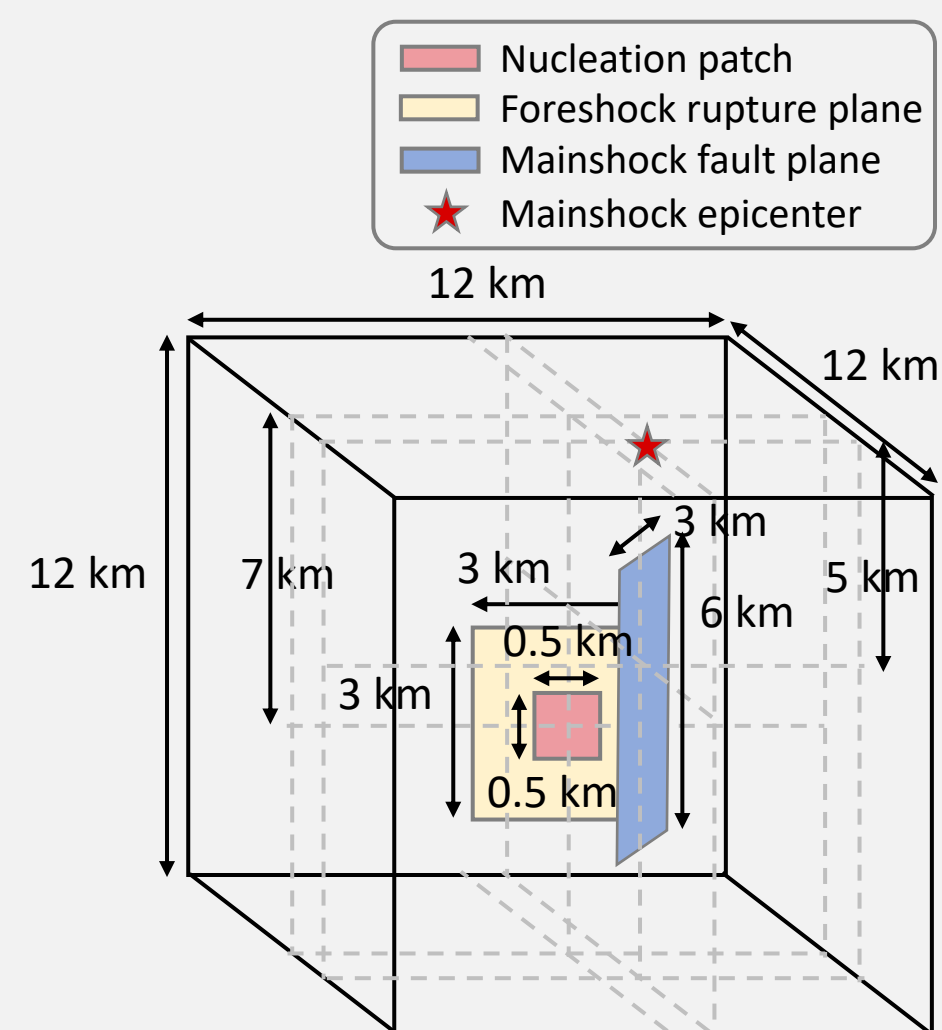 Nucleation patch
Foreshock rupture plane
Mainshock fault plane
Mainshock epicenter
12 km
12 km
3 km
3 km
12 km
7 km
5 km
6 km
0.5 km
3 km
0.5 km